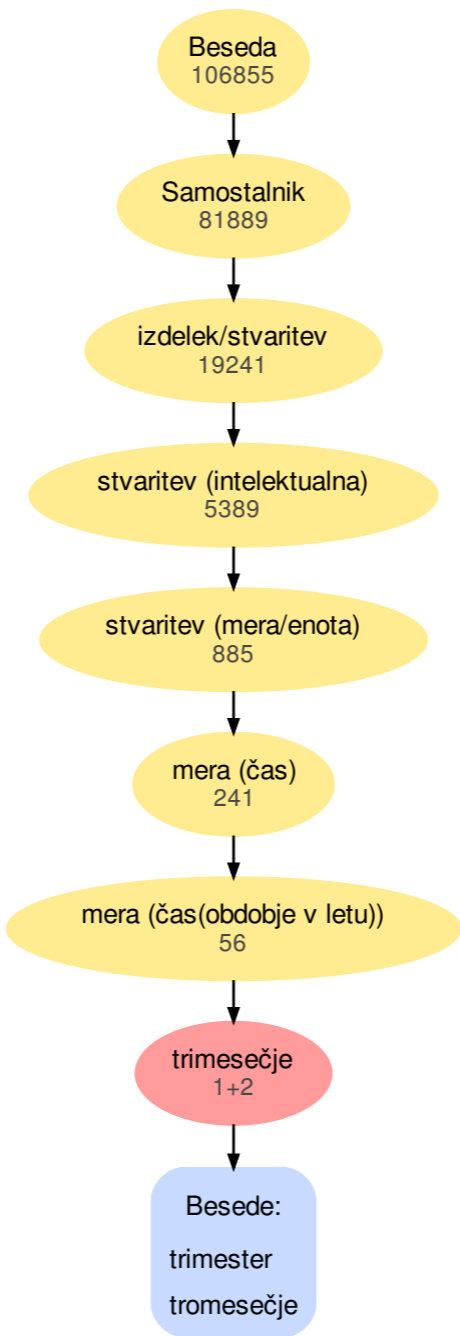 Beseda
106855
Samostalnik
81889
izdelek/stvaritev
19241
stvaritev (intelektualna)
5389
stvaritev (mera/enota)
885
mera (čas)
241
mera (čas(obdobje v letu))
56
trimesečje
1+2
Besede:
trimester
tromesečje